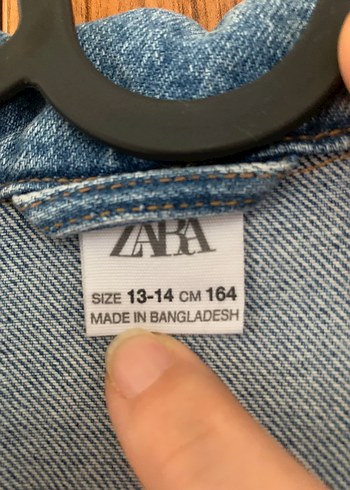 ZARA
SIZE 13-14 CM 164
MADE IN BANGLADESH